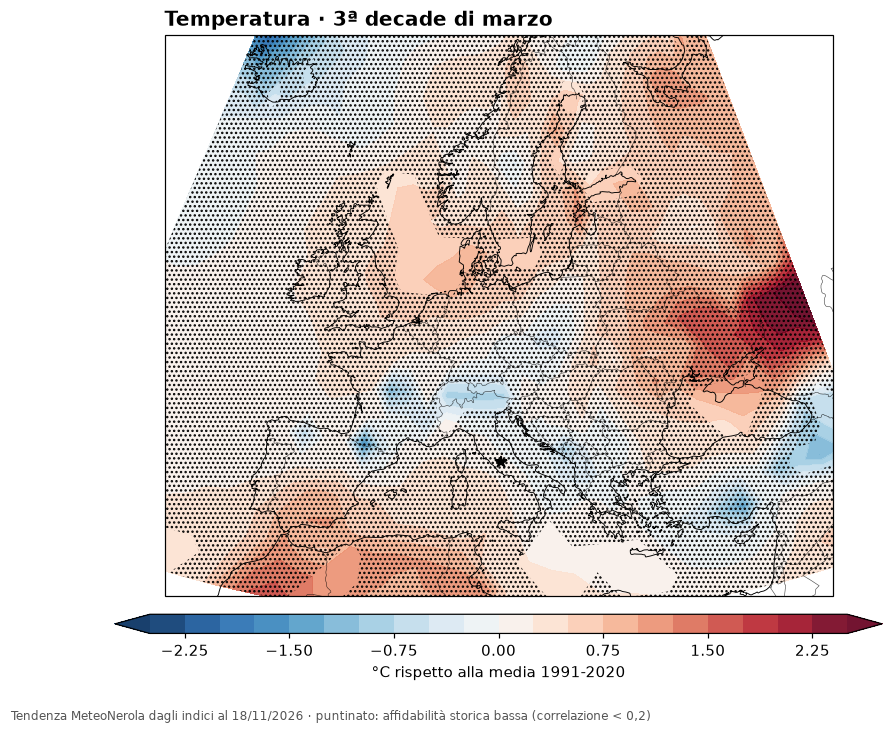 Temperatura · 3ª decade di marzo
−2.25 −1.50 −0.75 0.00 0.75 1.50 2.25
°C rispetto alla media 1991-2020
Tendenza MeteoNerola dagli indici al 18/11/2026 · puntinato: affidabilità storica bassa (correlazione < 0,2)